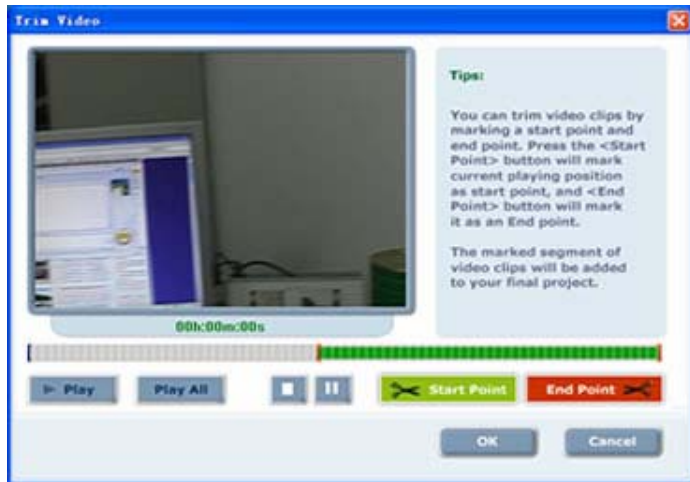 Trim Video
Tips:
You can trim video clips by
marking a start point and
end point. Press the <Start
Point> button will mark
current playing position
as start point, and <End
Point> button will mark
it as an End point.
The marked segment of
video clips will be added
to your final project.
00h:00m:00s
Play
Play All
Start Point
End Point
OK
Cancel